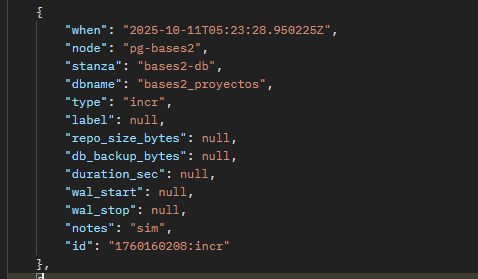 {
"when": "2025-10-11T05:23:28.950225Z",
"node": "pg-bases2",
"stanza": "bases2-db",
"dbname": "bases2_proyectos",
"type": "incr",
"label": null,
"repo_size_bytes": null,
"db_backup_bytes": null,
"duration_sec": null,
"wal_start": null,
"wal_stop": null,
"notes": "sim",
"id": "1760160208:incr"
},